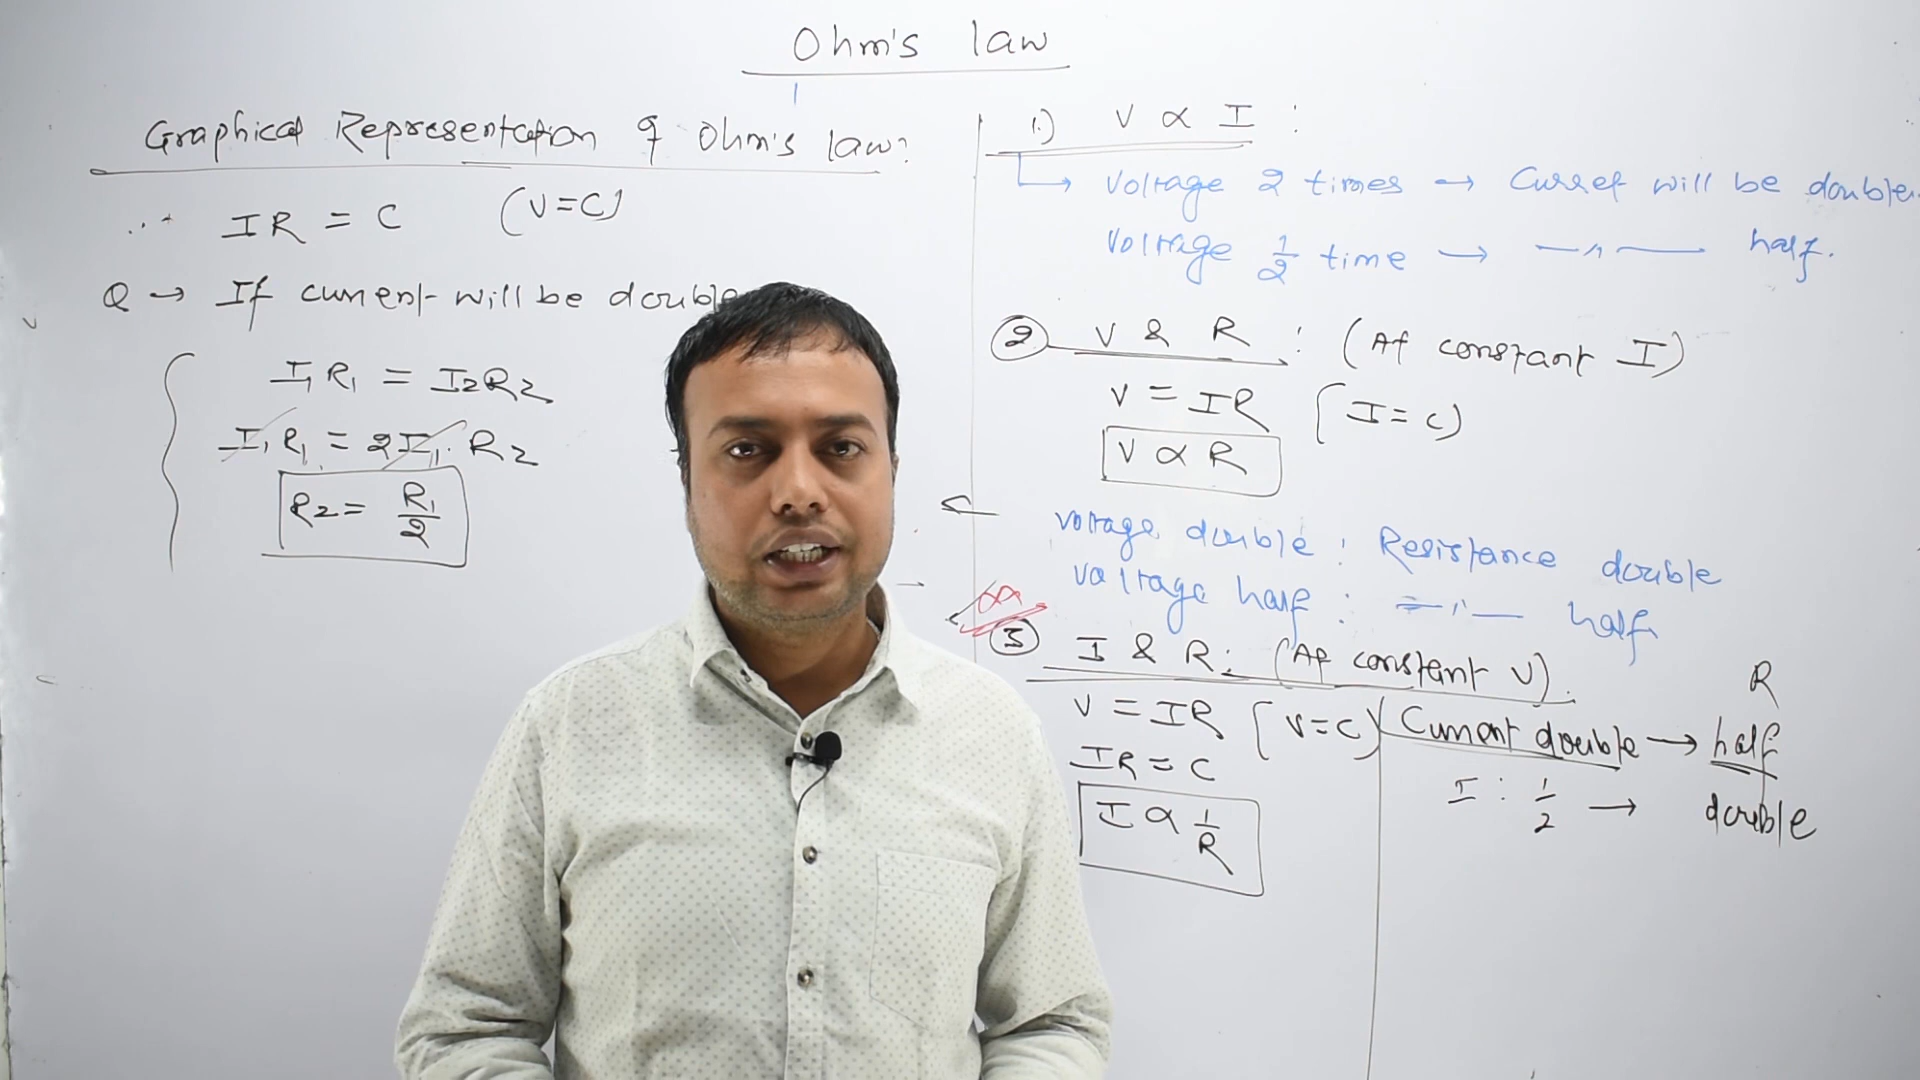 Ohm's law
Graphical Representation of Ohm's law:
∴ IR = C (V=C)
Q → If current will be double
I₁R₁ = I₂R₂
I₁R₁ = 2I₁·R₂
R₂ = R₁/2
1.) V ∝ I :
→ Voltage 2 times → Current will be double.
Voltage 1/2 time → —"— half.
② V & R : (At constant I)
V = IR [I = C)
V ∝ R
voltage double : Resistance double
voltage half : —"— half
③ I & R : (At constant V).
V = IR [V = C)
IR = C
I ∝ 1/R
R
Current double → half
I : 1/2 → double